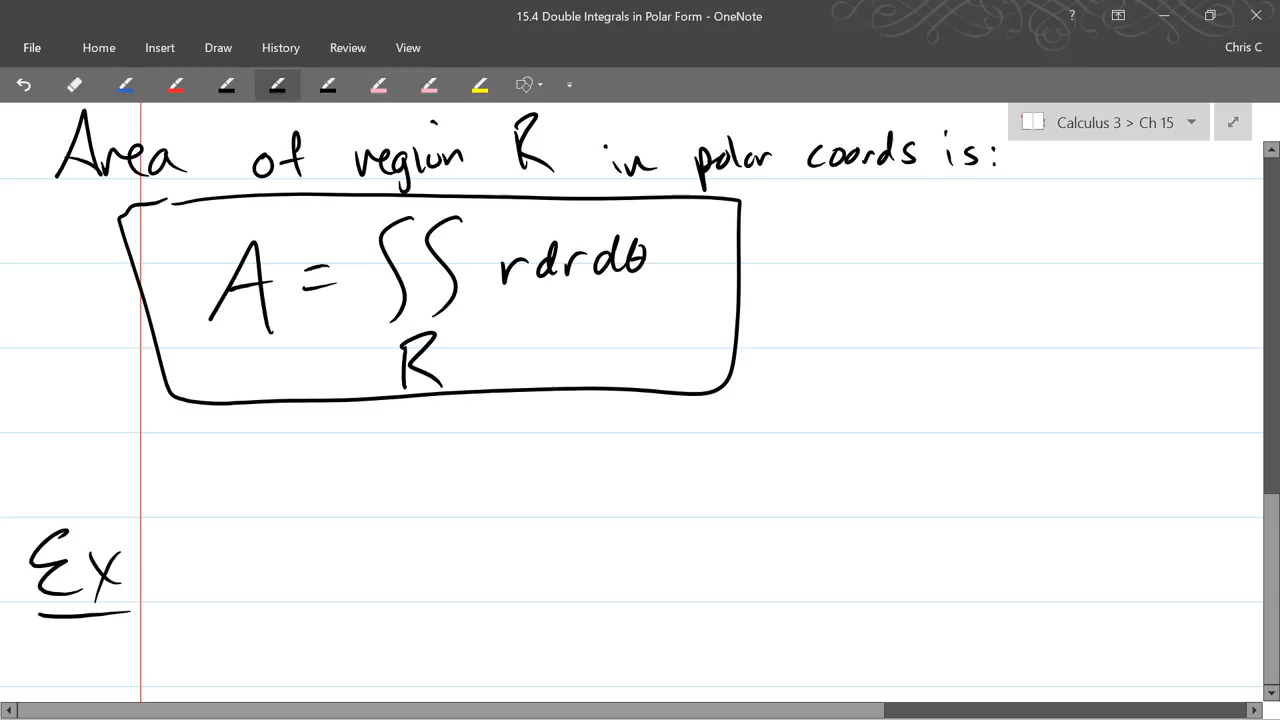 15.4 Double Integrals in Polar Form - OneNote
?
File Home Insert Draw History Review View Chris C
Calculus 3 > Ch 15
Area of region R in polar coords is:
A = ∫∫ r dr dθ
R
Ex